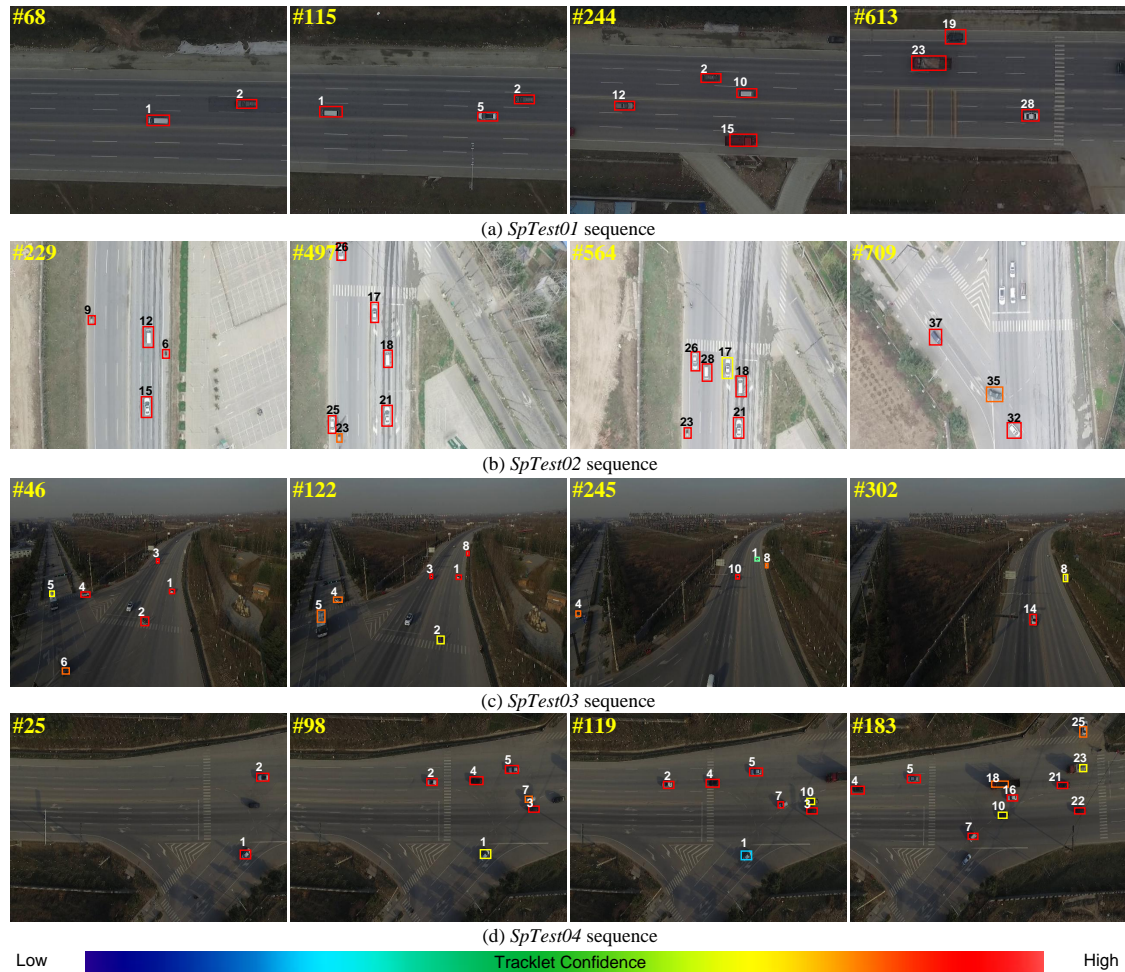 #68 #115 #244 #613
1 2
1 5 2
2 10 12 15
19 23 28
(a) SpTest01 sequence
#229 #497 #564 #709
9 12 6 15
26 17 18 25 23 21
26 28 17 18 23 21
37 35 32
(b) SpTest02 sequence
#46 #122 #245 #302
3 5 4 1 2 6
8 3 1 4 5 2
1 8 10 4
8 14
(c) SpTest03 sequence
#25 #98 #119 #183
2 1
5 2 4 7 3 1
5 2 4 7 10 3 1
25 23 5 4 18 21 16 10 22 7
(d) SpTest04 sequence
Low Tracklet Confidence High